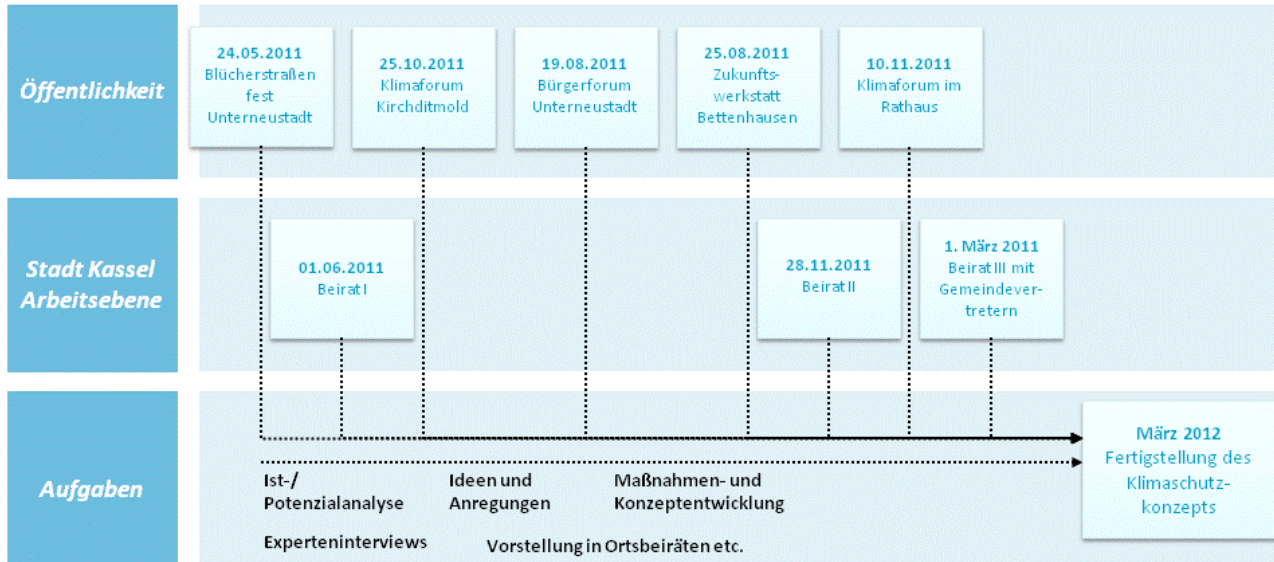 Öffentlichkeit
24.05.2011
Blücherstraßen
fest
Unterneustadt
25.10.2011
Klimaforum
Kirchditmold
19.08.2011
Bürgerforum
Unterneustadt
25.08.2011
Zukunfts-
werkstatt
Bettenhausen
10.11.2011
Klimaforum im
Rathaus
Stadt Kassel
Arbeitsebene
01.06.2011
Beirat I
28.11.2011
Beirat II
1. März 2011
Beirat III mit
Gemeindever-
tretern
Aufgaben
Ist-/
Potenzialanalyse
Ideen und
Anregungen
Maßnahmen- und
Konzeptentwicklung
Experteninterviews
Vorstellung in Ortsbeiräten etc.
März 2012
Fertigstellung des
Klimaschutz-
konzepts